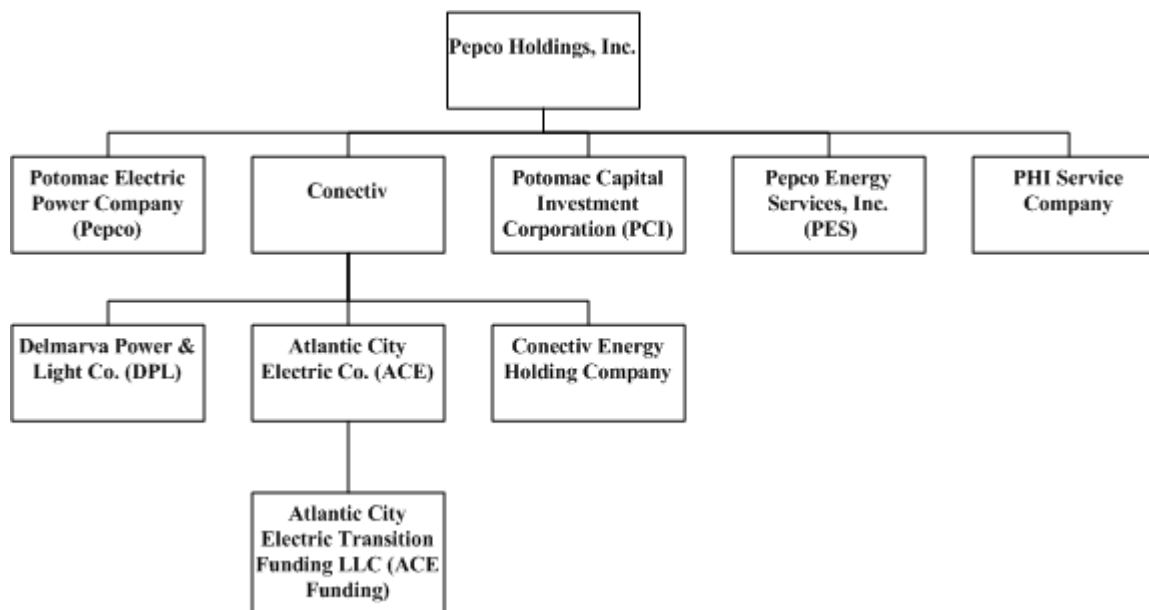 Pepco Holdings, Inc.
Potomac Electric
Power Company
(Pepco)
Conectiv
Potomac Capital
Investment
Corporation (PCI)
Pepco Energy
Services, Inc.
(PES)
PHI Service
Company
Delmarva Power &
Light Co. (DPL)
Atlantic City
Electric Co. (ACE)
Conectiv Energy
Holding Company
Atlantic City
Electric Transition
Funding LLC (ACE
Funding)